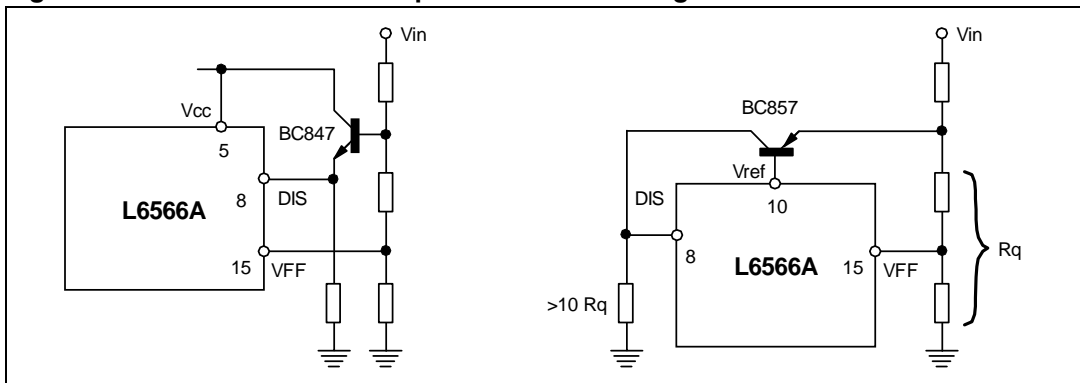 Vin
Vcc
5
BC847
8
DIS
L6566A
15
VFF
Vin
BC857
Vref
10
DIS
8
L6566A
15
VFF
Rq
>10 Rq